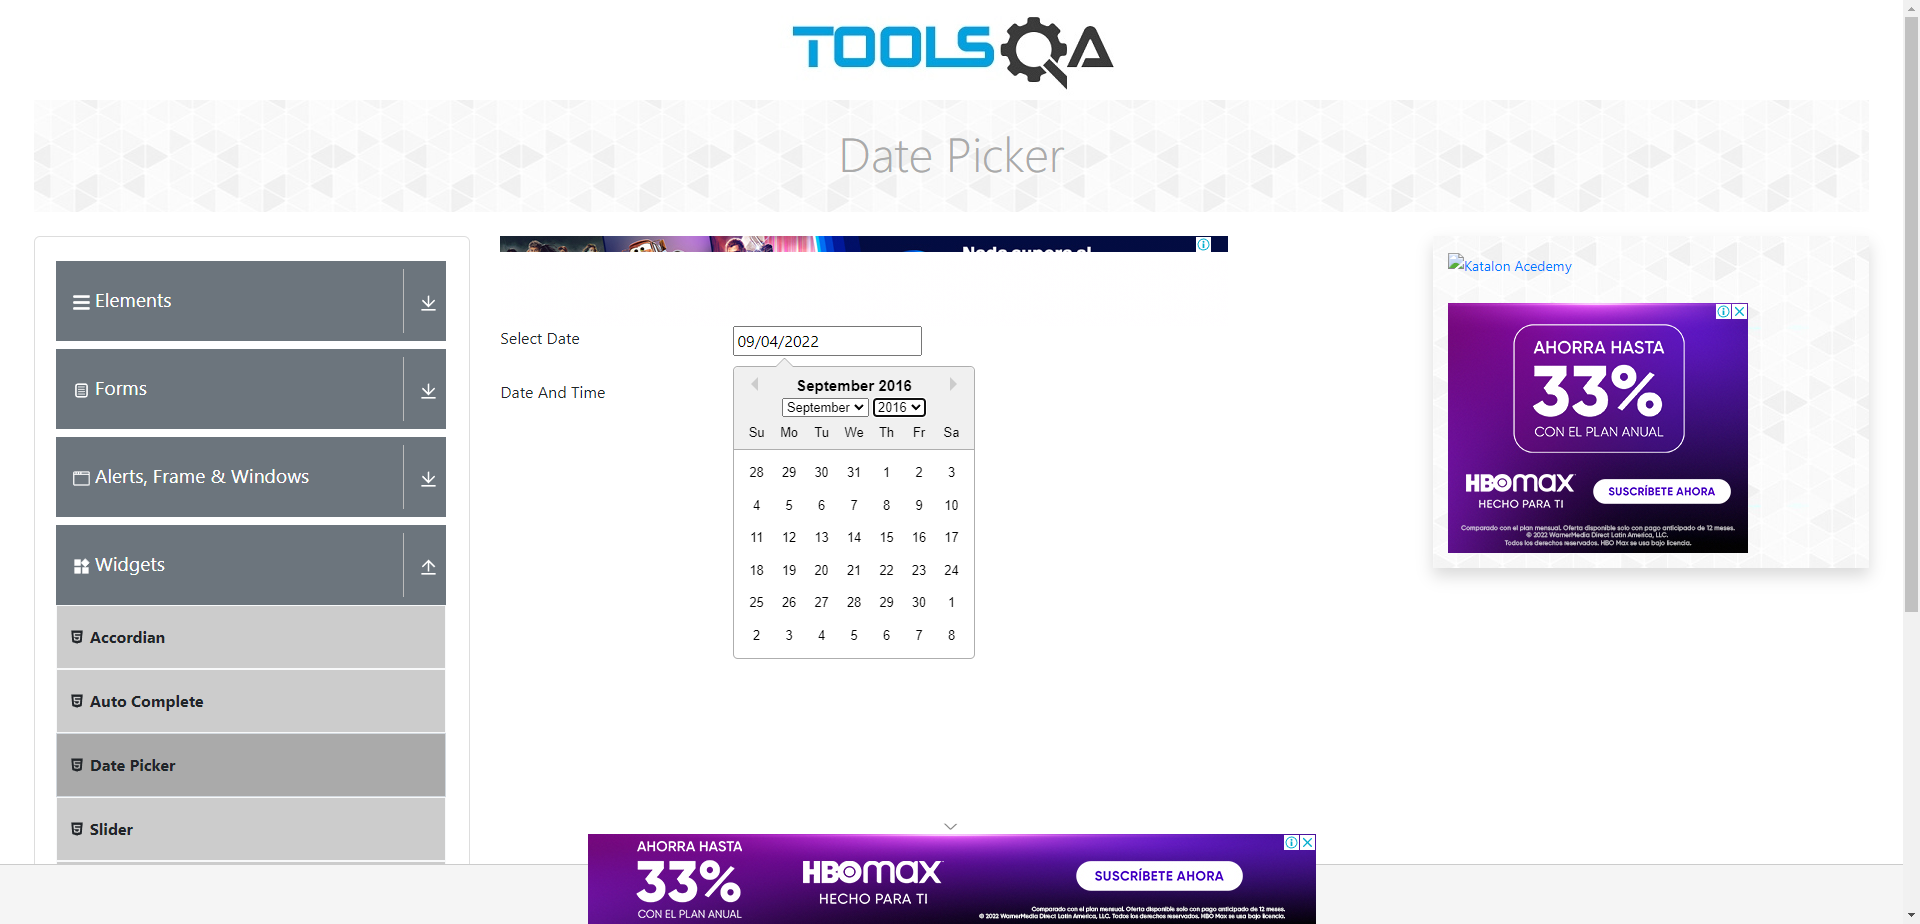 TOOLSQA
Date Picker
Elements
Forms
Alerts, Frame & Windows
Widgets
Accordian
Auto Complete
Date Picker
Slider
Select Date
09/04/2022
Date And Time
September 2016
September 2016
Su Mo Tu We Th Fr Sa
28 29 30 31 1 2 3
4 5 6 7 8 9 10
11 12 13 14 15 16 17
18 19 20 21 22 23 24
25 26 27 28 29 30 1
2 3 4 5 6 7 8
Katalon Acedemy
AHORRA HASTA
33%
CON EL PLAN ANUAL
HBOMAX
HECHO PARA TI
SUSCRÍBETE AHORA
Comparado con el plan mensual. Oferta disponible solo con pago anticipado de 12 meses.
© 2022 WarnerMedia Direct Latin America, LLC.
Todos los derechos reservados. HBO Max se usa bajo licencia.
AHORRA HASTA
33%
CON EL PLAN ANUAL
HBOMAX
HECHO PARA TI
SUSCRÍBETE AHORA
Comparado con el plan mensual. Oferta disponible solo con pago anticipado de 12 meses.
© 2022 WarnerMedia Direct Latin America, LLC. Todos los derechos reservados. HBO Max se usa bajo licencia.